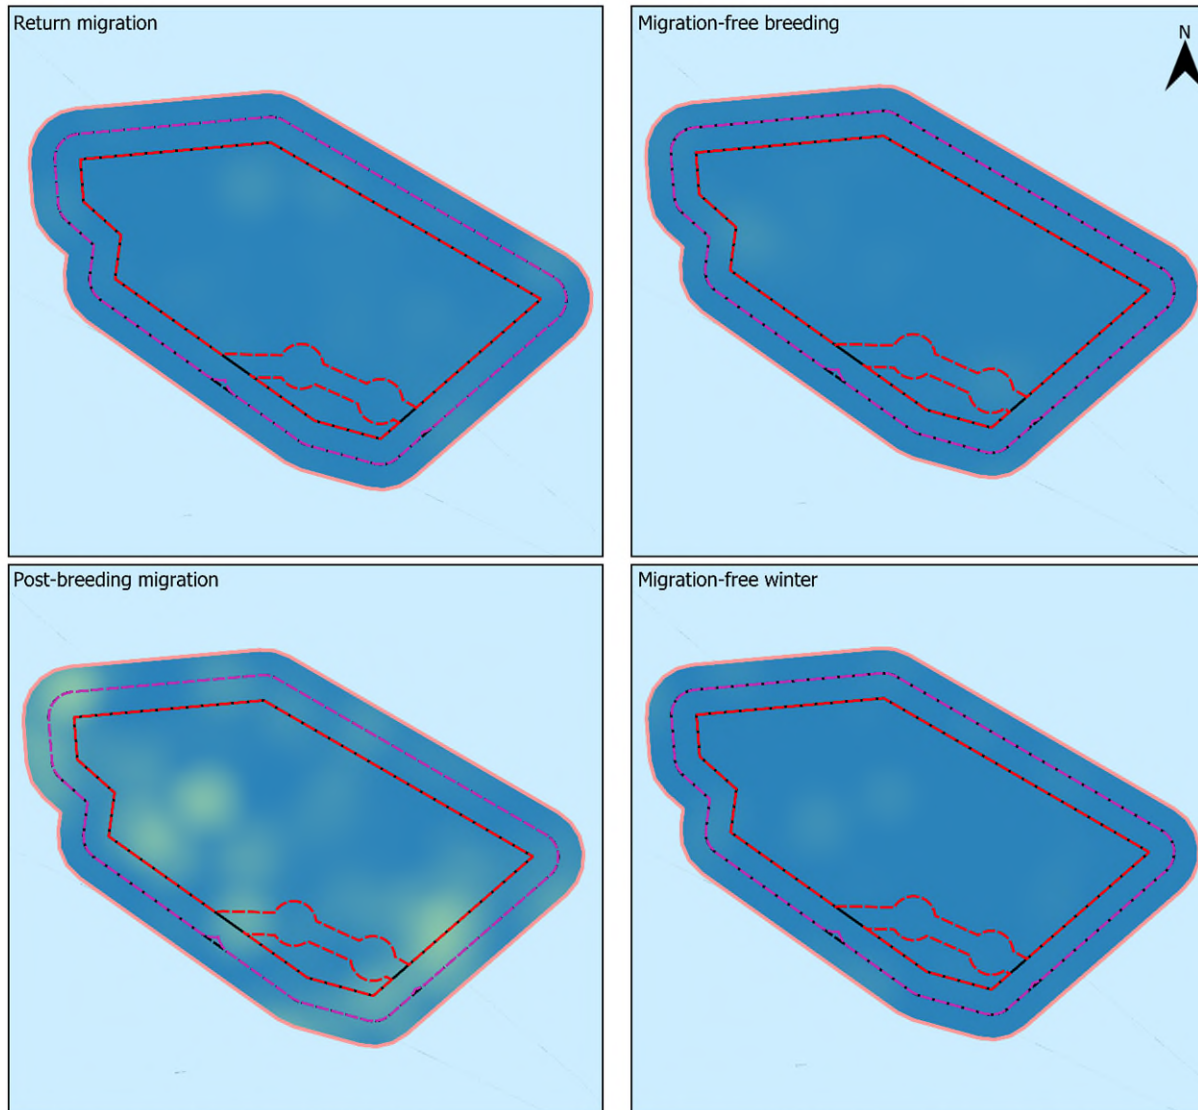 Return migration
Migration-free breeding
N
Post-breeding migration
Migration-free winter